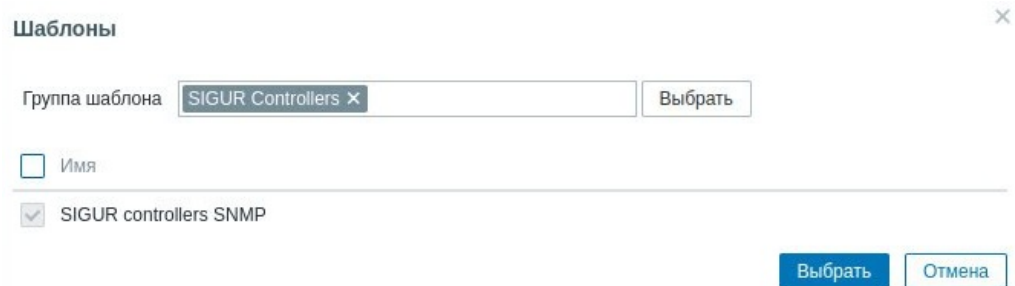 Шаблоны
Группа шаблона SIGUR Controllers Выбрать
Имя
SIGUR controllers SNMP
Выбрать Отмена